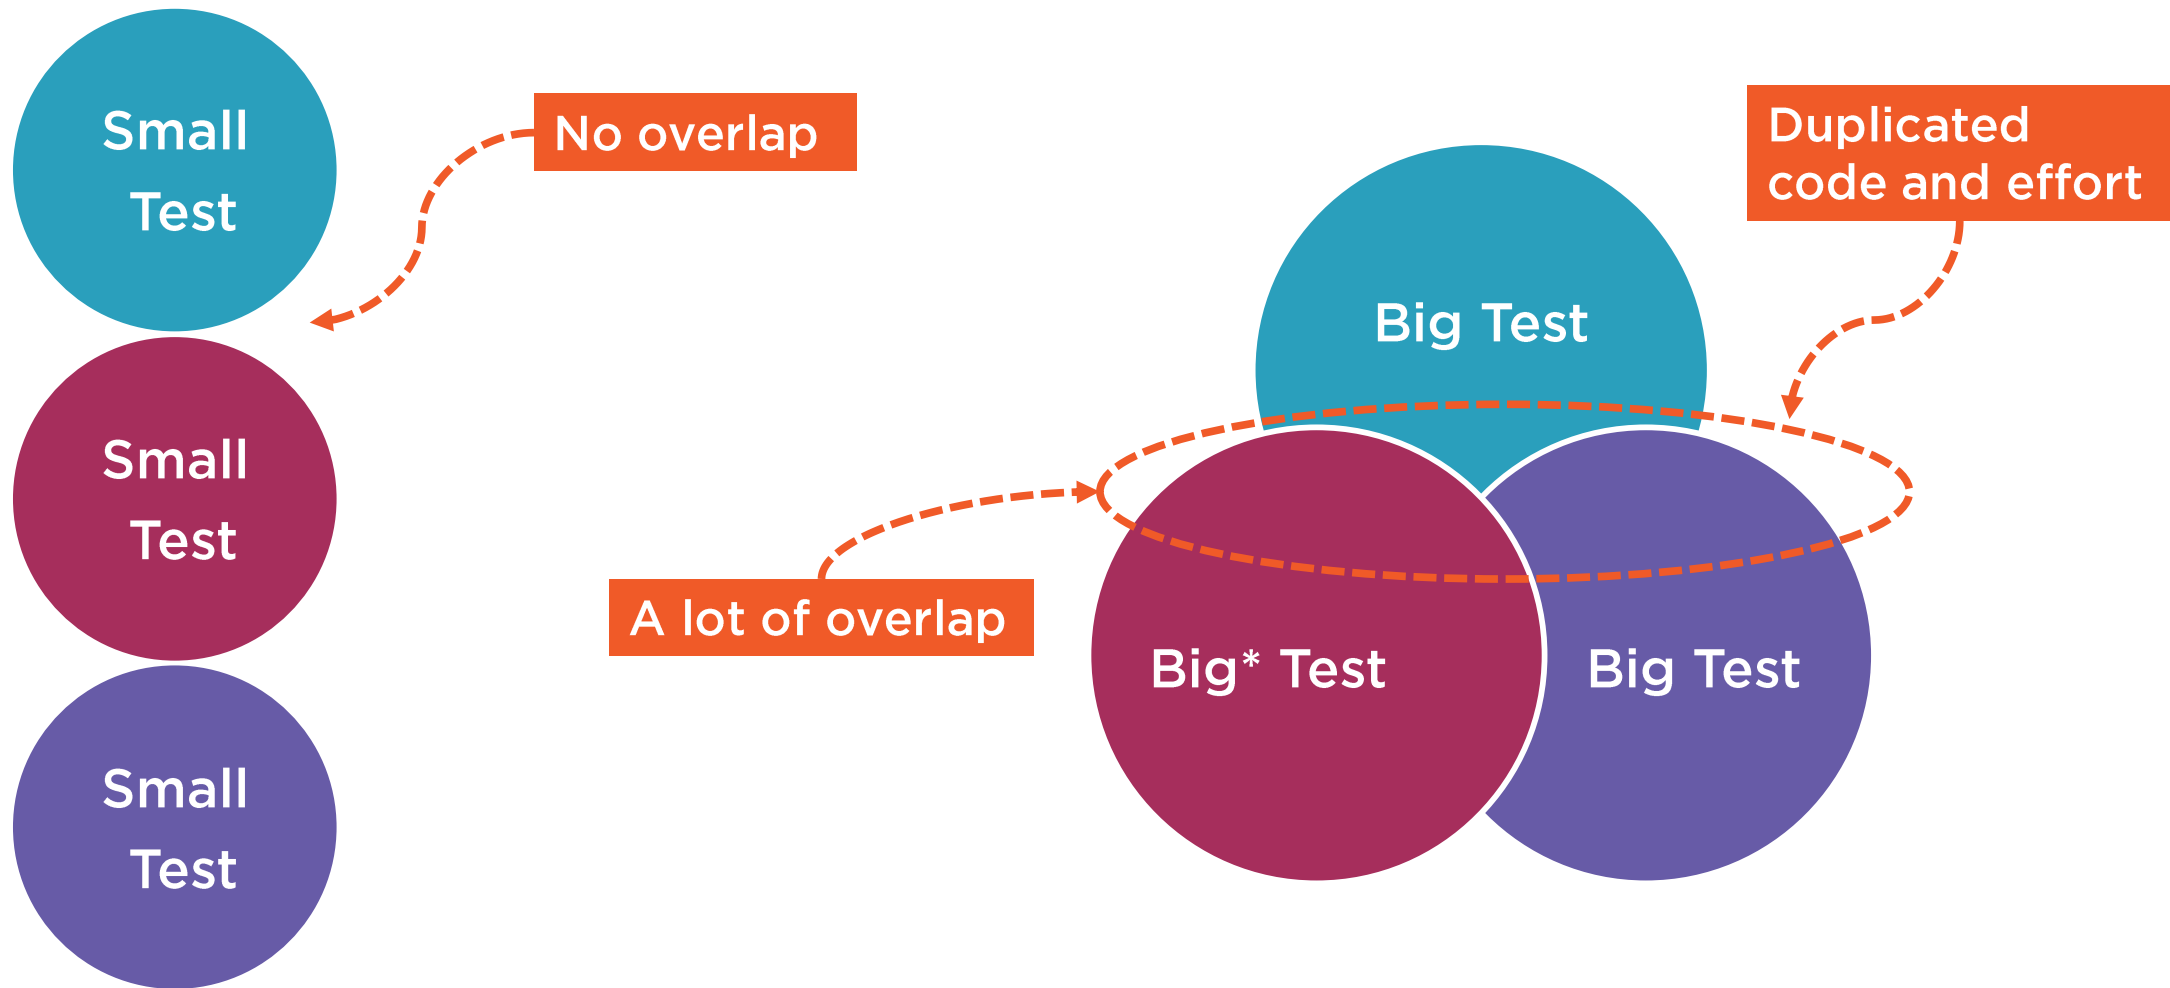 Small
Test
No overlap
Small
Test
Small
Test
Duplicated
code and effort
Big Test
A lot of overlap
Big* Test
Big Test